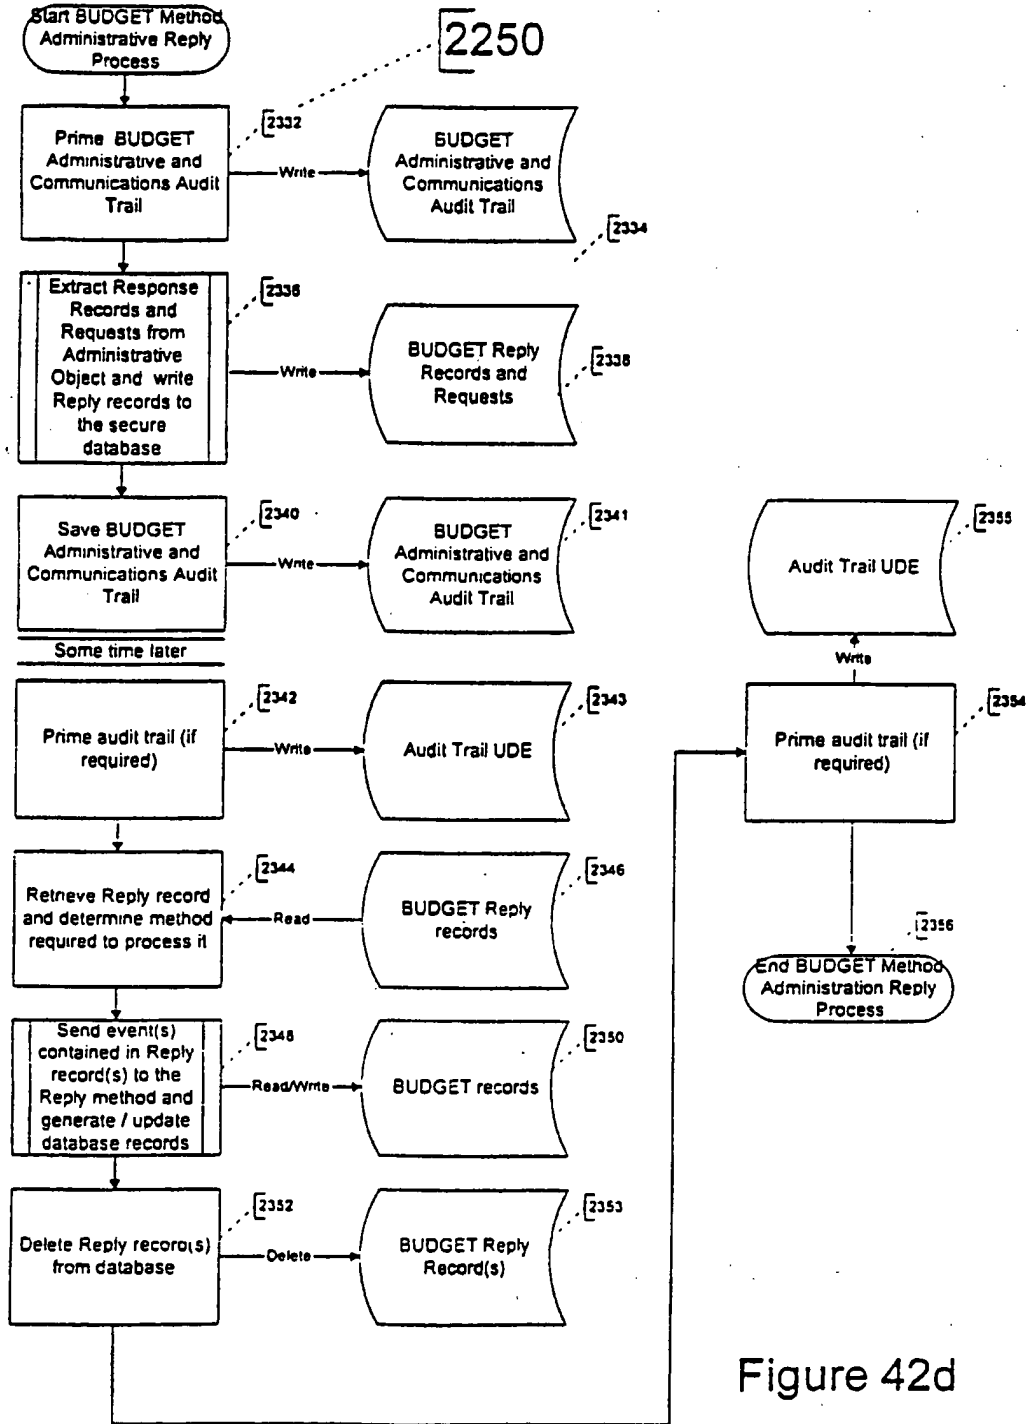 Start BUDGET Method
Administrative Reply
Process
2250
Prime BUDGET
Administrative and
Communications Audit
Trail
2332
Write
BUDGET
Administrative and
Communications
Audit Trail
2334
Extract Response
Records and
Requests from
Administrative
Object and write
Reply records to
the secure
database
2336
Write
BUDGET Reply
Records and
Requests
2338
Save BUDGET
Administrative and
Communications Audit
Trail
2340
Write
BUDGET
Administrative and
Communications
Audit Trail
2341
Some time later
Prime audit trail (if
required)
2342
Write
Audit Trail UDE
2343
Retrieve Reply record
and determine method
required to process it
2344
Read
BUDGET Reply
records
2346
Send event(s)
contained in Reply
record(s) to the
Reply method and
generate / update
database records
2348
Read/Write
BUDGET records
2350
Delete Reply record(s)
from database
2352
Delete
BUDGET Reply
Record(s)
2353
Audit Trail UDE
2355
Write
Prime audit trail (if
required)
2354
2356
End BUDGET Method
Administration Reply
Process
Figure 42d